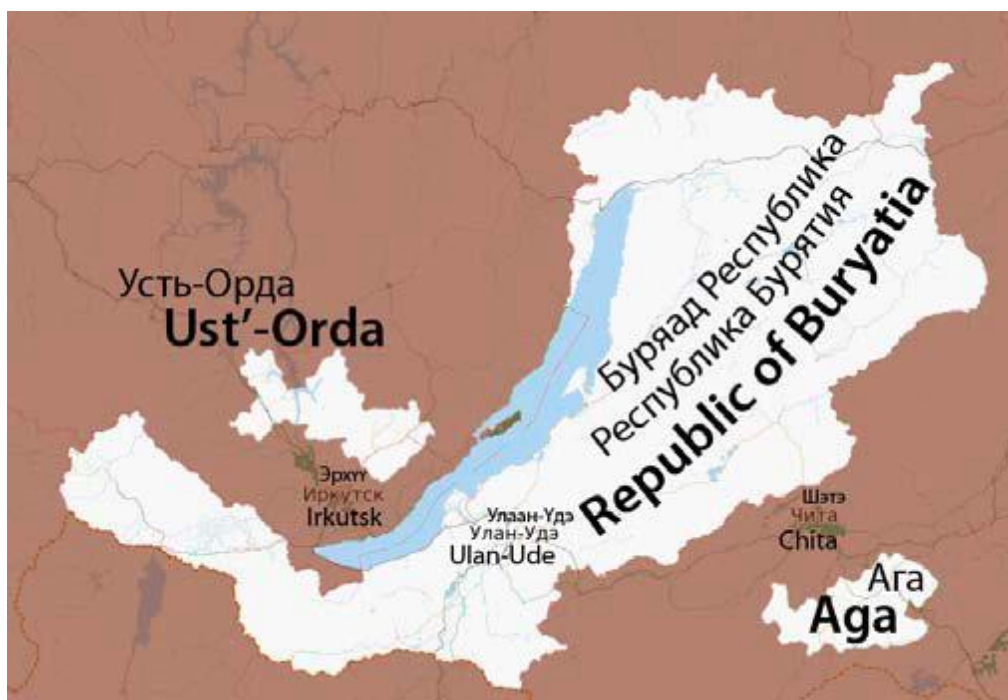 Усть-Орда
Ust'-Orda
Буряад Республика
Республика Бурятия
Republic of Buryatia
Эрхүү
Иркутск
Irkutsk
Улаан-Үдэ
Улан-Удэ
Ulan-Ude
Шэтэ
Чита
Chita
Ага
Aga